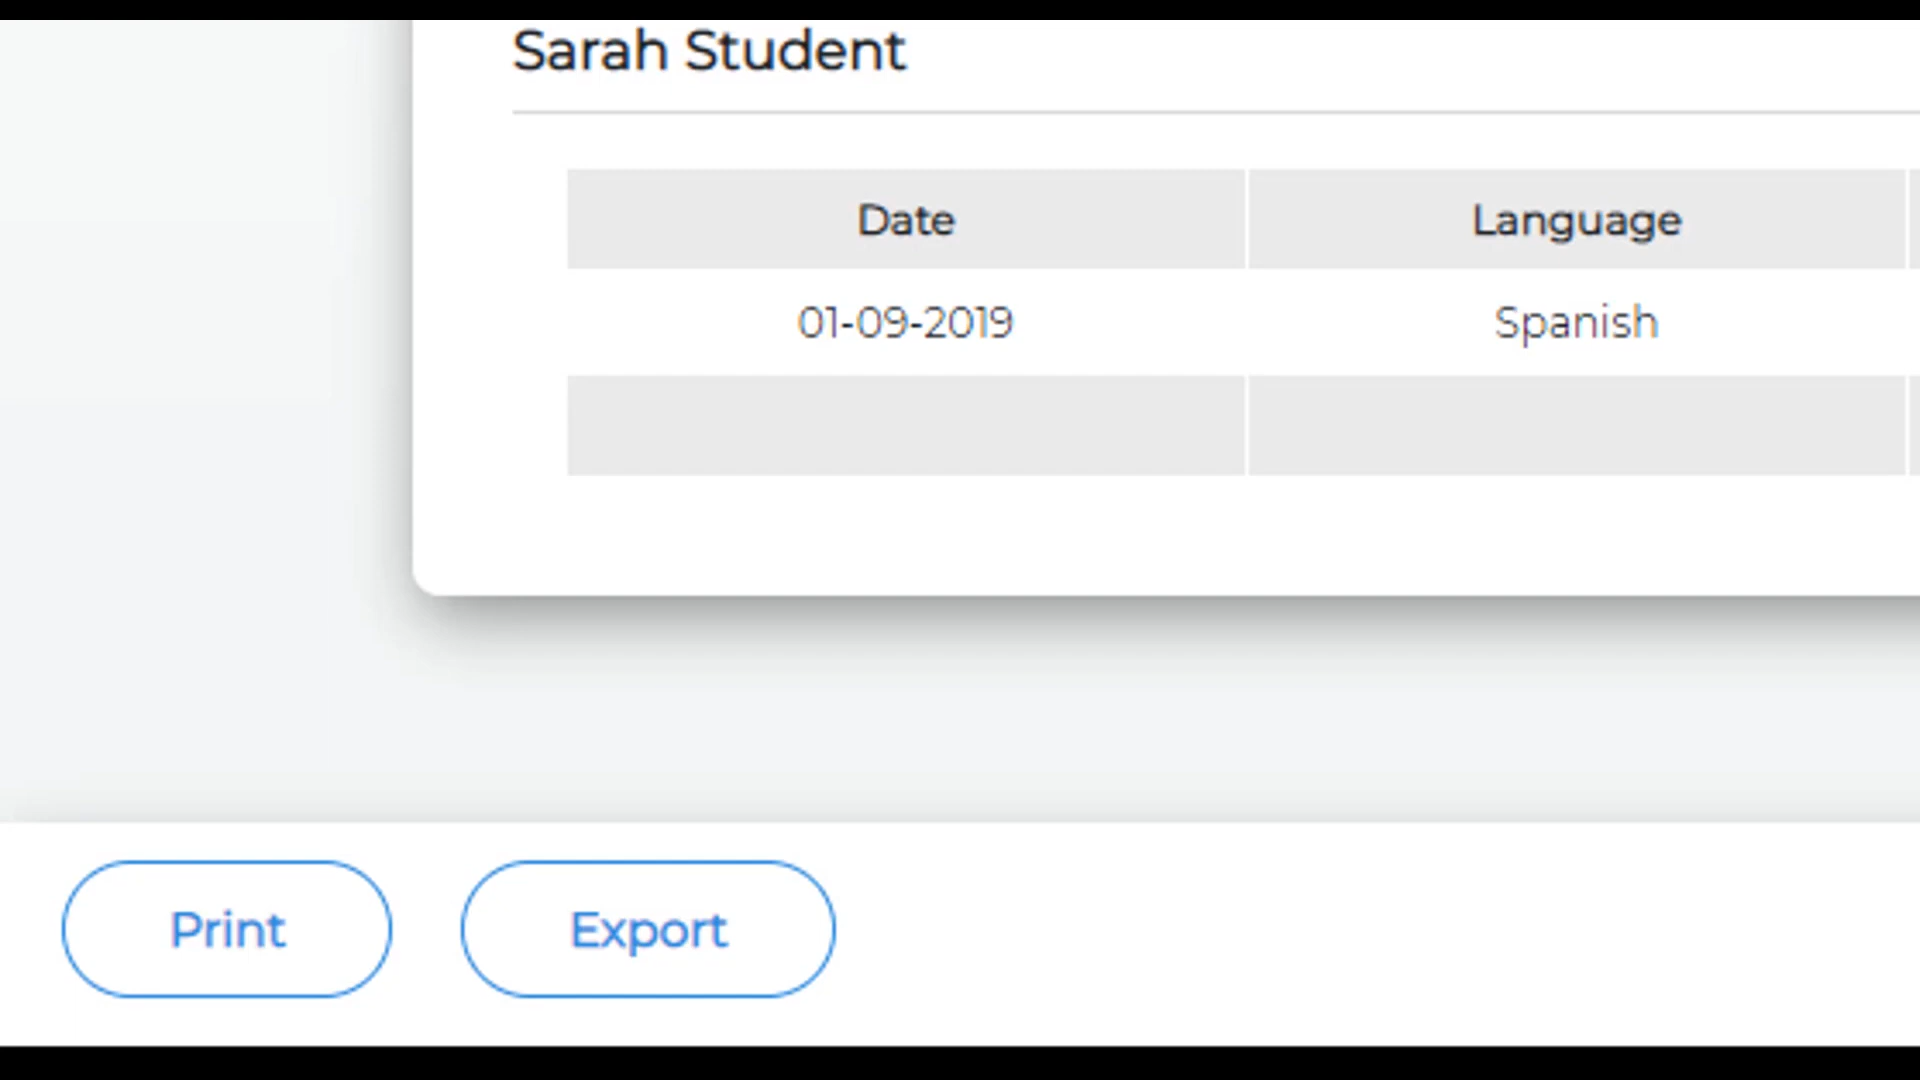 Sarah Student
Date Language
01-09-2019 Spanish
Print Export